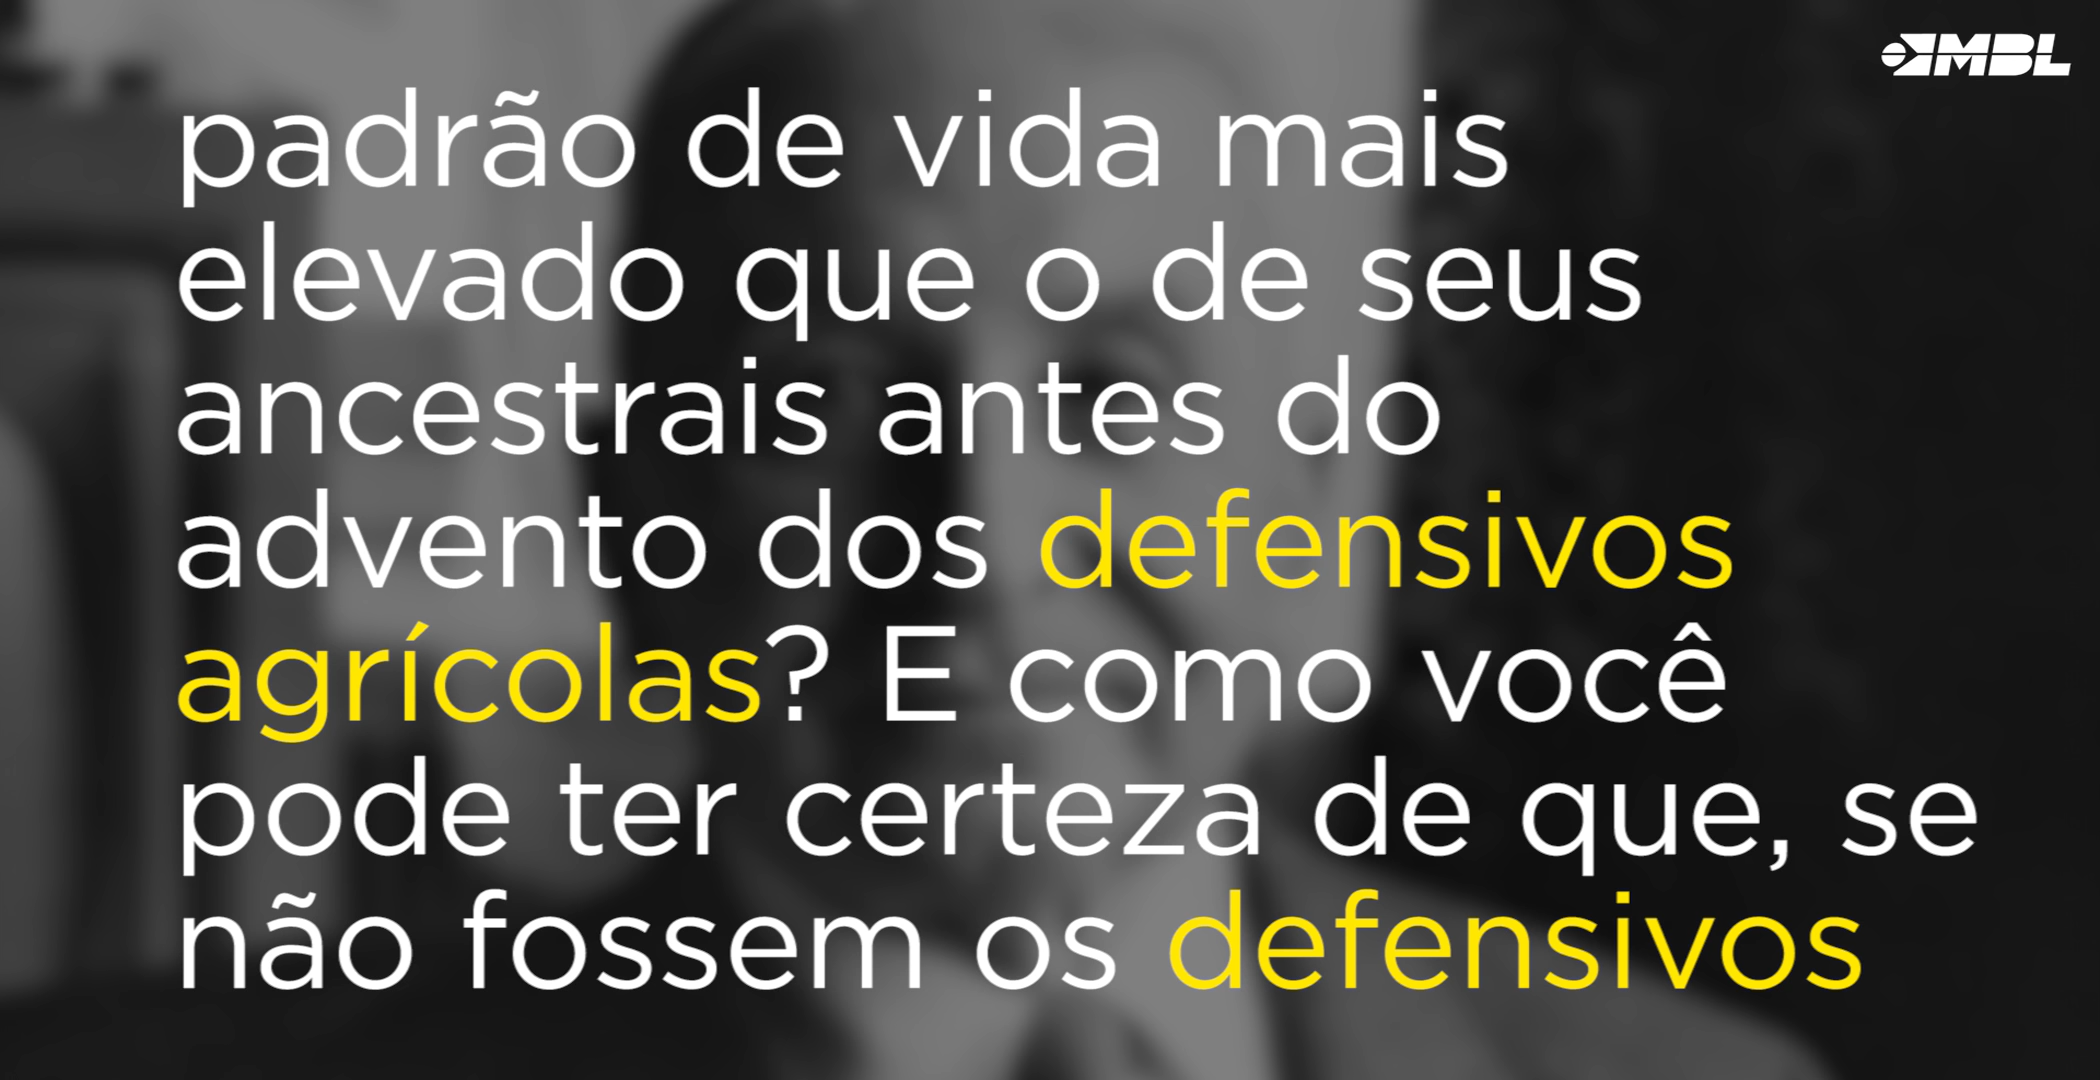 MBL
padrão de vida mais
elevado que o de seus
ancestrais antes do
advento dos defensivos
agrícolas? E como você
pode ter certeza de que, se
não fossem os defensivos